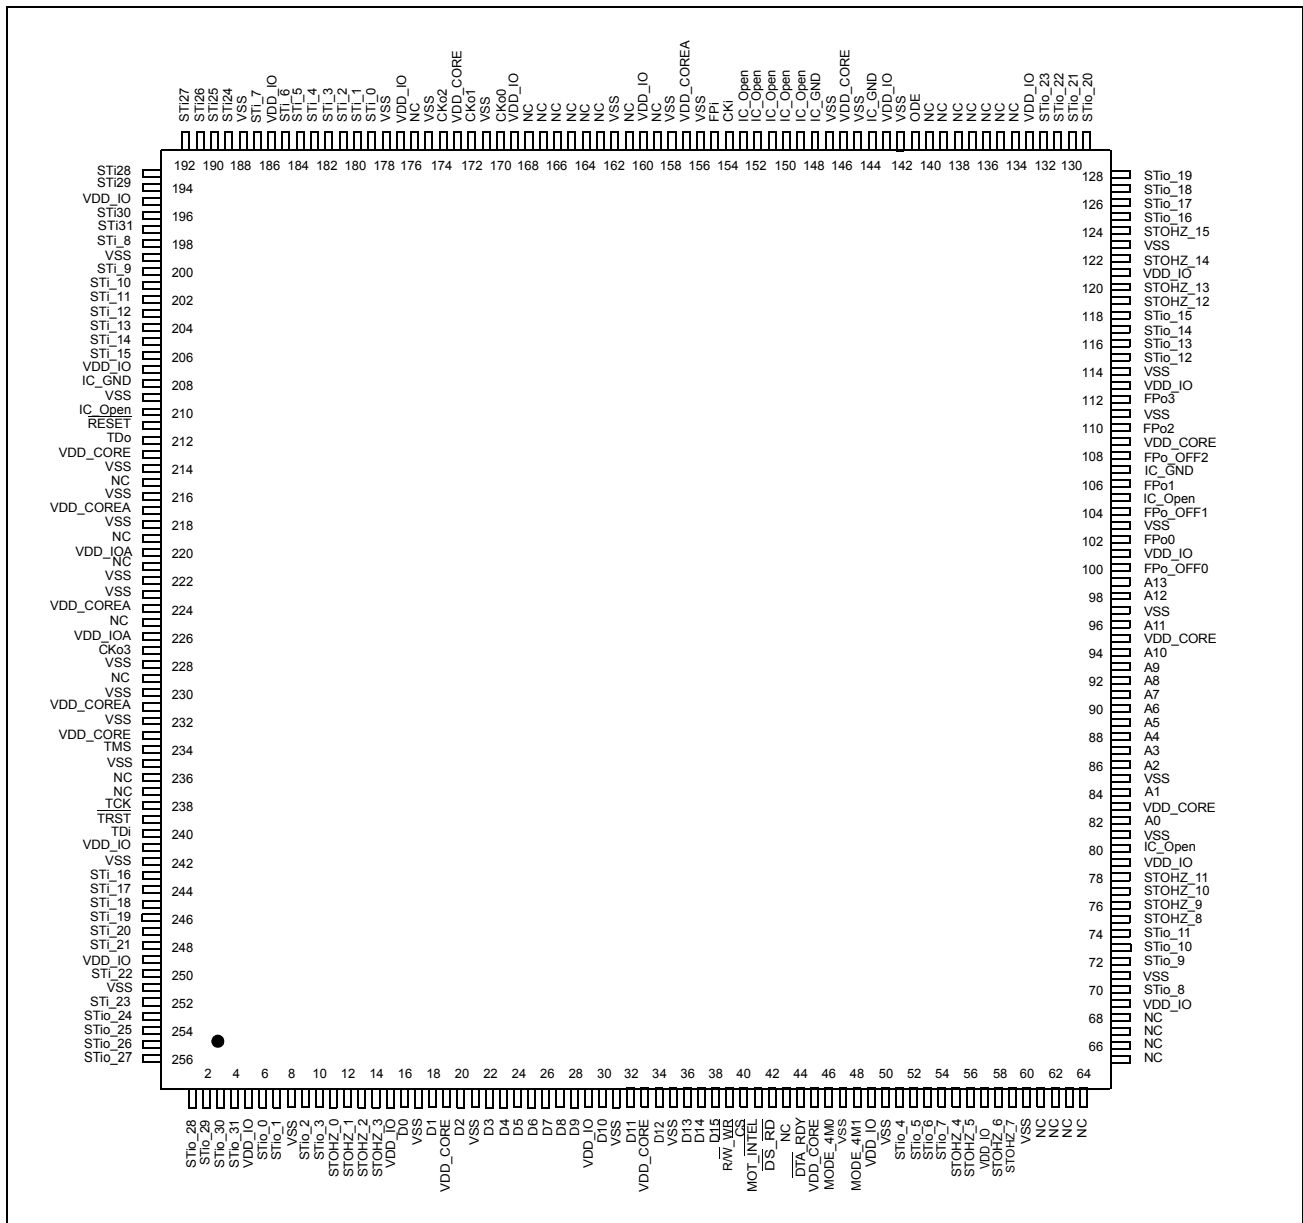 STi27
STi26
STi25
STi24
VSS
STi_7
VDD_IO
STi_6
STi_5
STi_4
STi_3
STi_2
STi_1
STi_0
VSS
VDD_IO
NC
VSS
CKo2
VDD_CORE
CKo1
VSS
CKo0
VDD_IO
NC
NC
NC
NC
NC
NC
VSS
NC
VDD_IO
NC
VSS
VDD_COREA
VSS
FPi
CKi
IC_Open
IC_Open
IC_Open
IC_Open
IC_Open
IC_GND
VSS
VDD_CORE
VSS
IC_GND
VDD_IO
VSS
ODE
NC
NC
NC
NC
NC
NC
NC
VDD_IO
STio_23
STio_22
STio_21
STio_20
192 190 188 186 184 182 180 178 176 174 172 170 168 166 164 162 160 158 156 154 152 150 148 146 144 142 140 138 136 134 132 130
STi28
STi29
VDD_IO
STi30
STi31
STi_8
VSS
STi_9
STi_10
STi_11
STi_12
STi_13
STi_14
STi_15
VDD_IO
IC_GND
VSS
IC_Open
RESET
TDo
VDD_CORE
VSS
NC
VSS
VDD_COREA
VSS
NC
VDD_IOA
NC
VSS
VSS
VDD_COREA
NC
VDD_IOA
CKo3
VSS
NC
VSS
VDD_COREA
VSS
VDD_CORE
TMS
VSS
NC
NC
TCK
TRST
TDi
VDD_IO
VSS
STi_16
STi_17
STi_18
STi_19
STi_20
STi_21
VDD_IO
STi_22
VSS
STi_23
STio_24
STio_25
STio_26
STio_27
194
196
198
200
202
204
206
208
210
212
214
216
218
220
222
224
226
228
230
232
234
236
238
240
242
244
246
248
250
252
254
256
128
126
124
122
120
118
116
114
112
110
108
106
104
102
100
98
96
94
92
90
88
86
84
82
80
78
76
74
72
70
68
66
STio_19
STio_18
STio_17
STio_16
STOHZ_15
VSS
STOHZ_14
VDD_IO
STOHZ_13
STOHZ_12
STio_15
STio_14
STio_13
STio_12
VSS
VDD_IO
FPo3
VSS
FPo2
VDD_CORE
FPo_OFF2
IC_GND
FPo1
IC_Open
FPo_OFF1
VSS
FPo0
VDD_IO
FPo_OFF0
A13
A12
VSS
A11
VDD_CORE
A10
A9
A8
A7
A6
A5
A4
A3
A2
VSS
A1
VDD_CORE
A0
VSS
IC_Open
VDD_IO
STOHZ_11
STOHZ_10
STOHZ_9
STOHZ_8
STio_11
STio_10
STio_9
VSS
STio_8
VDD_IO
NC
NC
NC
NC
2 4 6 8 10 12 14 16 18 20 22 24 26 28 30 32 34 36 38 40 42 44 46 48 50 52 54 56 58 60 62 64
STio_28
STio_29
STio_30
STio_31
VDD_IO
STio_0
STio_1
VSS
STio_2
STio_3
STOHZ_0
STOHZ_1
STOHZ_2
STOHZ_3
VDD_IO
D0
VSS
D1
VDD_CORE
D2
VSS
D3
D4
D5
D6
D7
D8
D9
VDD_IO
D10
VSS
D11
VDD_CORE
D12
VSS
D13
D14
D15
R/W_WR
CS
MOT_INTEL
DS_RD
NC
DTA_RDY
VDD_CORE
MODE_4M0
VSS
MODE_4M1
VDD_IO
VSS
STio_4
STio_5
STio_6
STio_7
STOHZ_4
STOHZ_5
VDD_IO
STOHZ_6
STOHZ_7
VSS
NC
NC
NC
NC